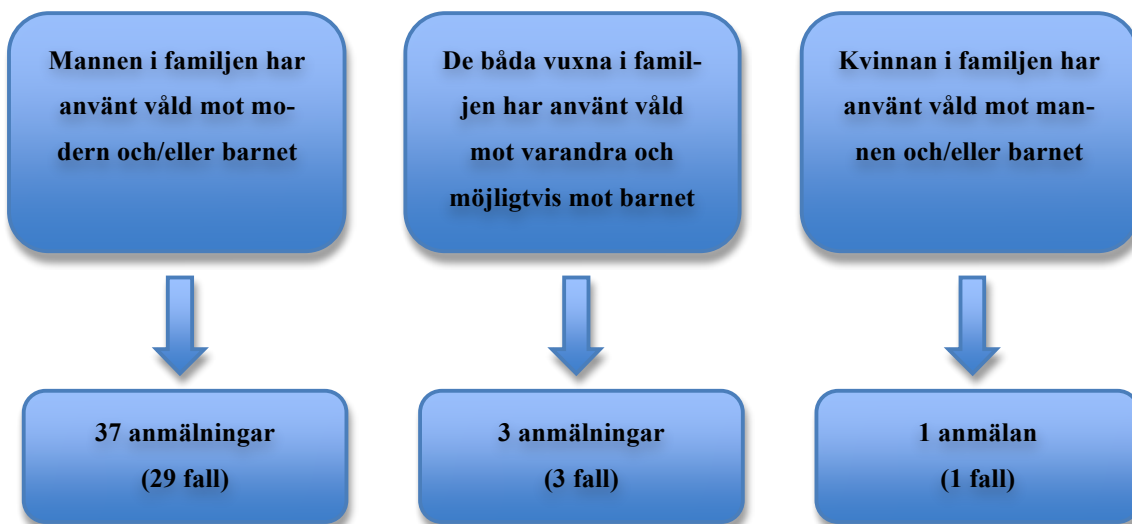 Mannen i familjen har
använt våld mot mo-
dern och/eller barnet
De båda vuxna i famil-
jen har använt våld
mot varandra och
möjligtvis mot barnet
Kvinnan i familjen har
använt våld mot man-
nen och/eller barnet
37 anmälningar
(29 fall)
3 anmälningar
(3 fall)
1 anmälan
(1 fall)